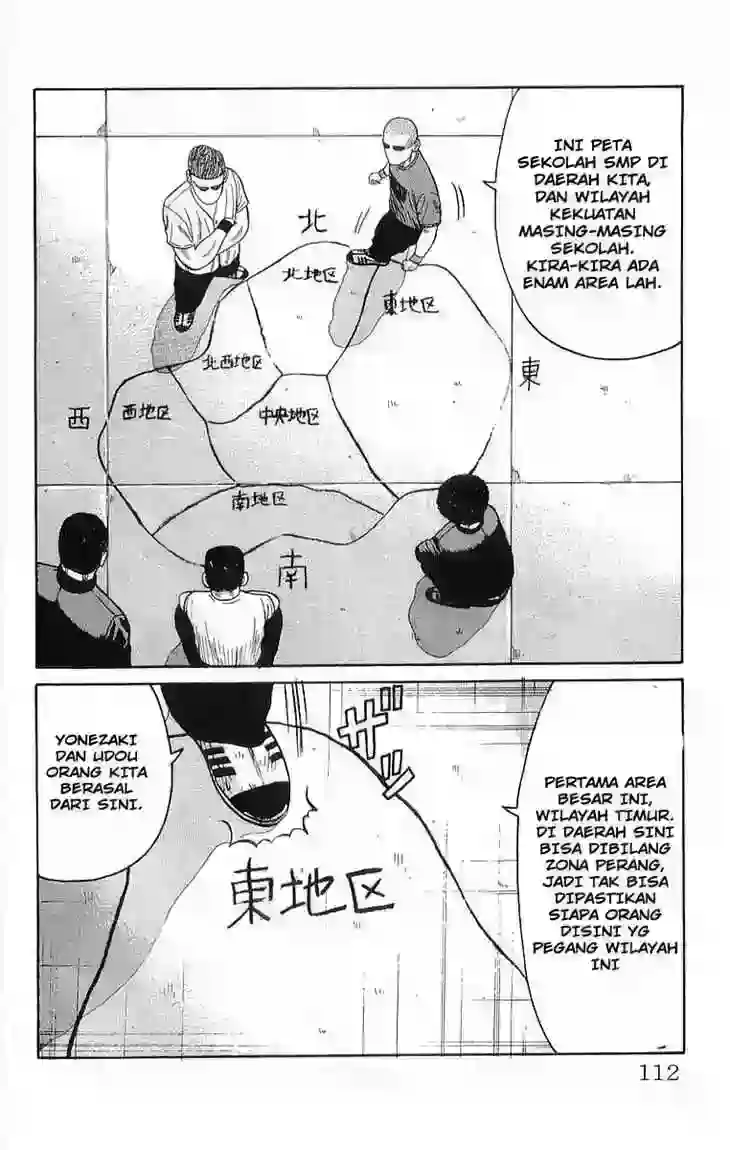 INI PETA
SEKOLAH SMP DI
DAERAH KITA,
DAN WILAYAH
KEKUATAN
MASING-MASING
SEKOLAH.
KIRA-KIRA ADA
ENAM AREA LAH.
北
北地区
東地区
北西地区
東
西
西地区
中央地区
南地区
南
PERTAMA AREA
BESAR INI,
WILAYAH TIMUR.
DI DAERAH SINI
BISA DIBILANG
ZONA PERANG,
JADI TAK BISA
DIPASTIKAN
SIAPA ORANG
DISINI YG
PEGANG WILAYAH
INI
ザザッ
YONEZAKI
DAN UDOU
ORANG KITA
BERASAL
DARI SINI.
東地区
112